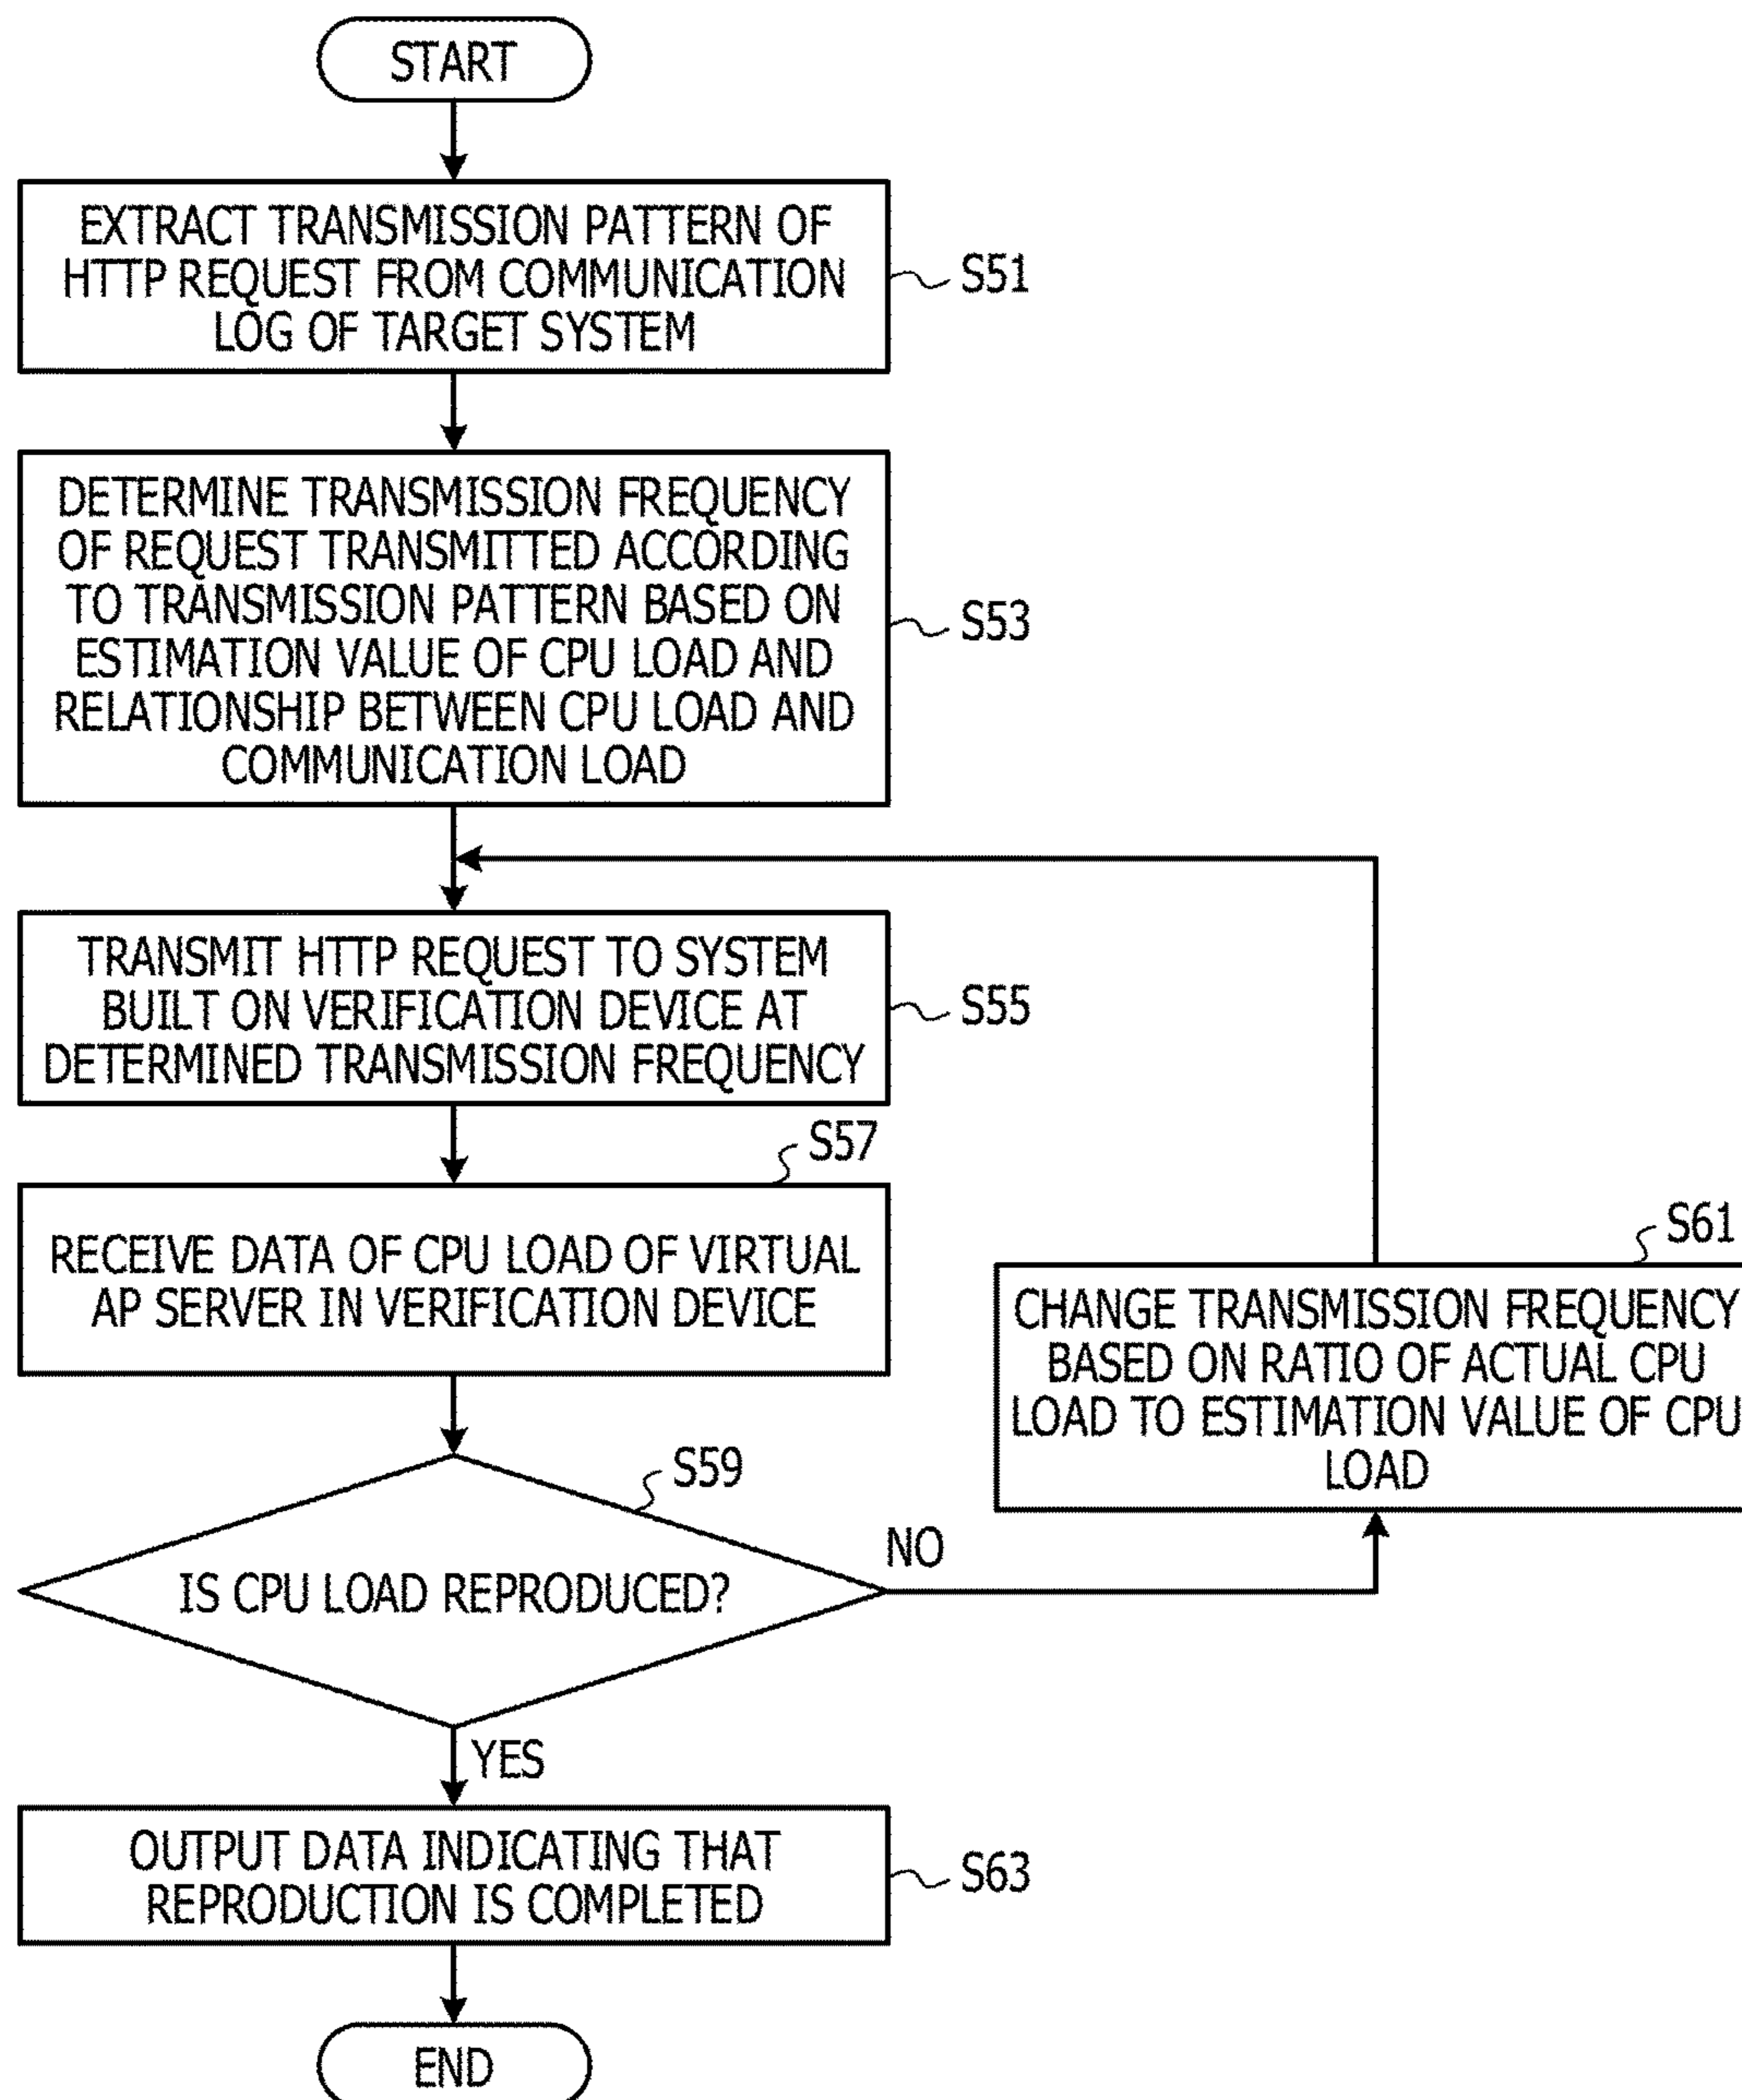 START
EXTRACT TRANSMISSION PATTERN OF
HTTP REQUEST FROM COMMUNICATION
LOG OF TARGET SYSTEM
S51
DETERMINE TRANSMISSION FREQUENCY
OF REQUEST TRANSMITTED ACCORDING
TO TRANSMISSION PATTERN BASED ON
ESTIMATION VALUE OF CPU LOAD AND
RELATIONSHIP BETWEEN CPU LOAD AND
COMMUNICATION LOAD
S53
TRANSMIT HTTP REQUEST TO SYSTEM
BUILT ON VERIFICATION DEVICE AT
DETERMINED TRANSMISSION FREQUENCY
S55
S57
RECEIVE DATA OF CPU LOAD OF VIRTUAL
AP SERVER IN VERIFICATION DEVICE
S61
CHANGE TRANSMISSION FREQUENCY
BASED ON RATIO OF ACTUAL CPU
LOAD TO ESTIMATION VALUE OF CPU
LOAD
S59
IS CPU LOAD REPRODUCED?
NO
YES
OUTPUT DATA INDICATING THAT
REPRODUCTION IS COMPLETED
S63
END